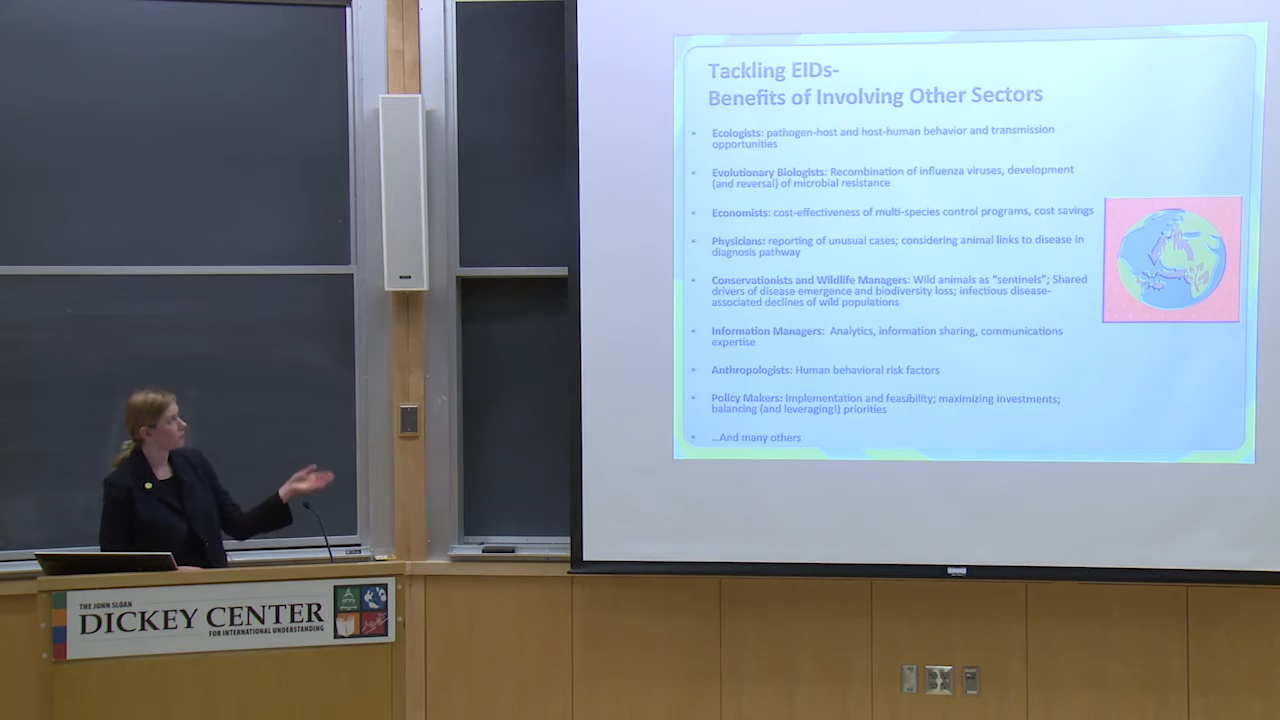 Tackling EIDs-
Benefits of Involving Other Sectors
Ecologists: pathogen-host and host-human behavior and transmission
opportunities
Evolutionary Biologists: Recombination of influenza viruses, development
(and reversal) of microbial resistance
Economists: cost-effectiveness of multi-species control programs, cost savings
Physicians: reporting of unusual cases; considering animal links to disease in
diagnosis pathway
Conservationists and Wildlife Managers: Wild animals as “sentinels”; Shared
drivers of disease emergence and biodiversity loss; infectious disease-
associated declines of wild populations
Information Managers: Analytics, information sharing, communications
expertise
Anthropologists: Human behavioral risk factors
Policy Makers: Implementation and feasibility; maximizing investments;
balancing (and leveraging!) priorities
…And many others
THE JOHN SLOAN
DICKEY CENTER
FOR INTERNATIONAL UNDERSTANDING